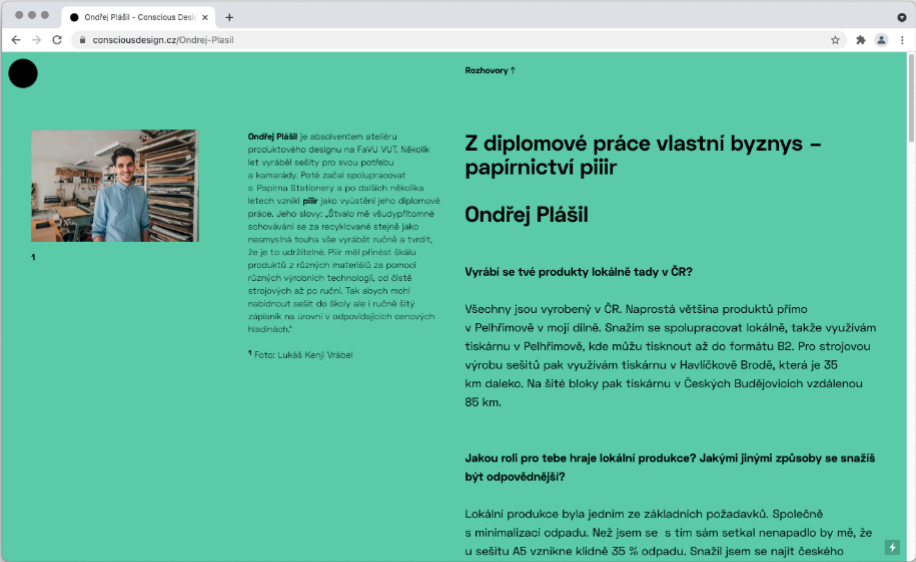 Ondřej Plášil – Conscious Desi
consciousdesign.cz/Ondrej-Plasil
Rozhovory ↑
1
Ondřej Plášil je absolventem ateliéru
produktového designu na FaVU VUT. Několik
let vyráběl sešity pro svou potřebu
a kamarády. Poté začal spolupracovat
s Papírna Stationery a po dalších několika
letech vznikl piiir jako vyústění jeho diplomové
práce. Jeho slovy: „Štvalo mě všudypřítomné
schovávání se za recyklované stejně jako
nesmyslná touha vše vyrábět ručně a tvrdit,
že je to udržitelné. Piiir měl přinést škálu
produktů z různých materiálů za pomocí
různých výrobních technologií, od čistě
strojových až po ruční. Tak abych mohl
nabídnout sešit do školy ale i ručně šitý
zápisník na úrovni v odpovídajících cenových
hladinách.“
1 Foto: Lukáš Kenji Vrábel
Z diplomové práce vlastní byznys –
papírnictví piiir
Ondřej Plášil
Vyrábí se tvé produkty lokálně tady v ČR?
Všechny jsou vyrobený v ČR. Naprostá většina produktů přímo
v Pelhřimově v mojí dílně. Snažím se spolupracovat lokálně, takže využívám
tiskárnu v Pelhřimově, kde můžu tisknout až do formátu B2. Pro strojovou
výrobu sešitů pak využívám tiskárnu v Havlíčkově Brodě, která je 35
km daleko. Na šité bloky pak tiskárnu v Českých Budějovicích vzdálenou
85 km.
Jakou roli pro tebe hraje lokální produkce? Jakými jinými způsoby se snažíš
být odpovědnější?
Lokální produkce byla jedním ze základních požadavků. Společně
s minimalizací odpadu. Než jsem se s tím sám setkal nenapadlo by mě, že
u sešitu A5 vznikne klidně 35 % odpadu. Snažil jsem se najít českého